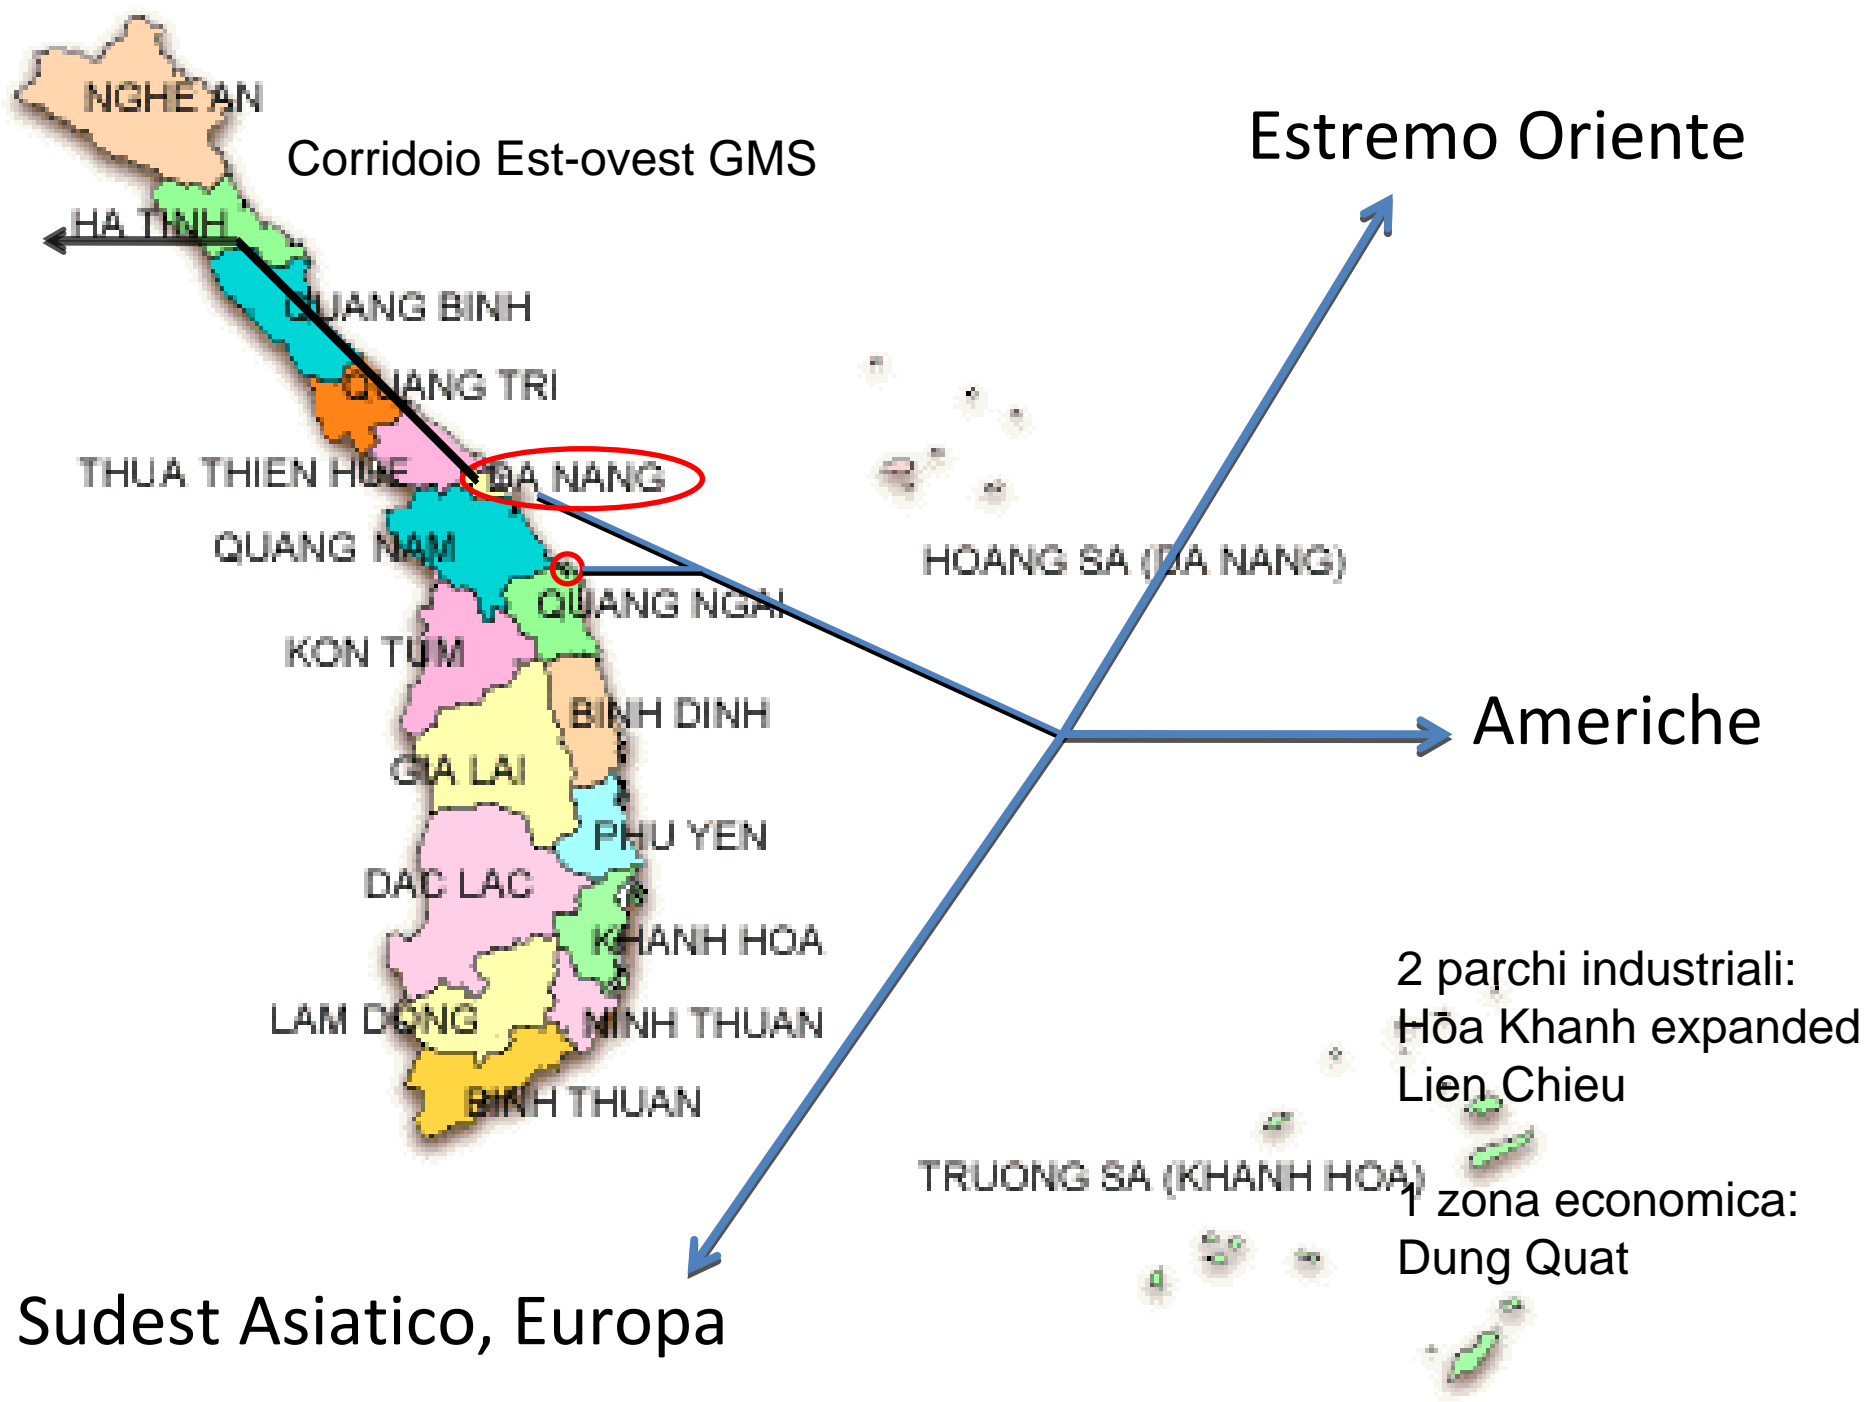 NGHE AN
Estremo Oriente
Corridoio Est-ovest GMS
HA TINH
QUANG BINH
QUANG TRI
THUA THIEN HUE
DA NANG
QUANG NAM
HOANG SA (DA NANG)
QUANG NGAI
KON TUM
BINH DINH
Americhe
GIA LAI
PHU YEN
DAC LAC
KHANH HOA
LAM DONG
NINH THUAN
BINH THUAN
2 parchi industriali:
Hōa Khanh expanded
Lien Chieu
TRUONG SA (KHANH HOA)
1 zona economica:
Dung Quat
Sudest Asiatico, Europa